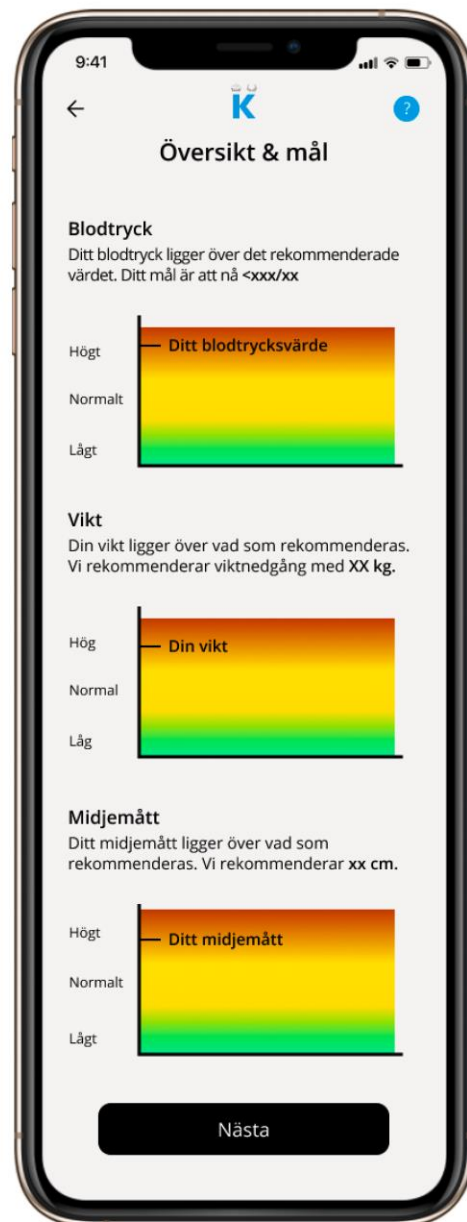 9:41
K
?
Översikt & mål
Blodtryck
Ditt blodtryck ligger över det rekommenderade
värdet. Ditt mål är att nå <xxx/xx
Högt
Ditt blodtrycksvärde
Normalt
Lågt
Vikt
Din vikt ligger över vad som rekommenderas.
Vi rekommenderar viktnedgång med XX kg.
Hög
Din vikt
Normal
Låg
Midjemått
Ditt midjemått ligger över vad som
rekommenderas. Vi rekommenderar xx cm.
Högt
Ditt midjemått
Normalt
Lågt
Nästa